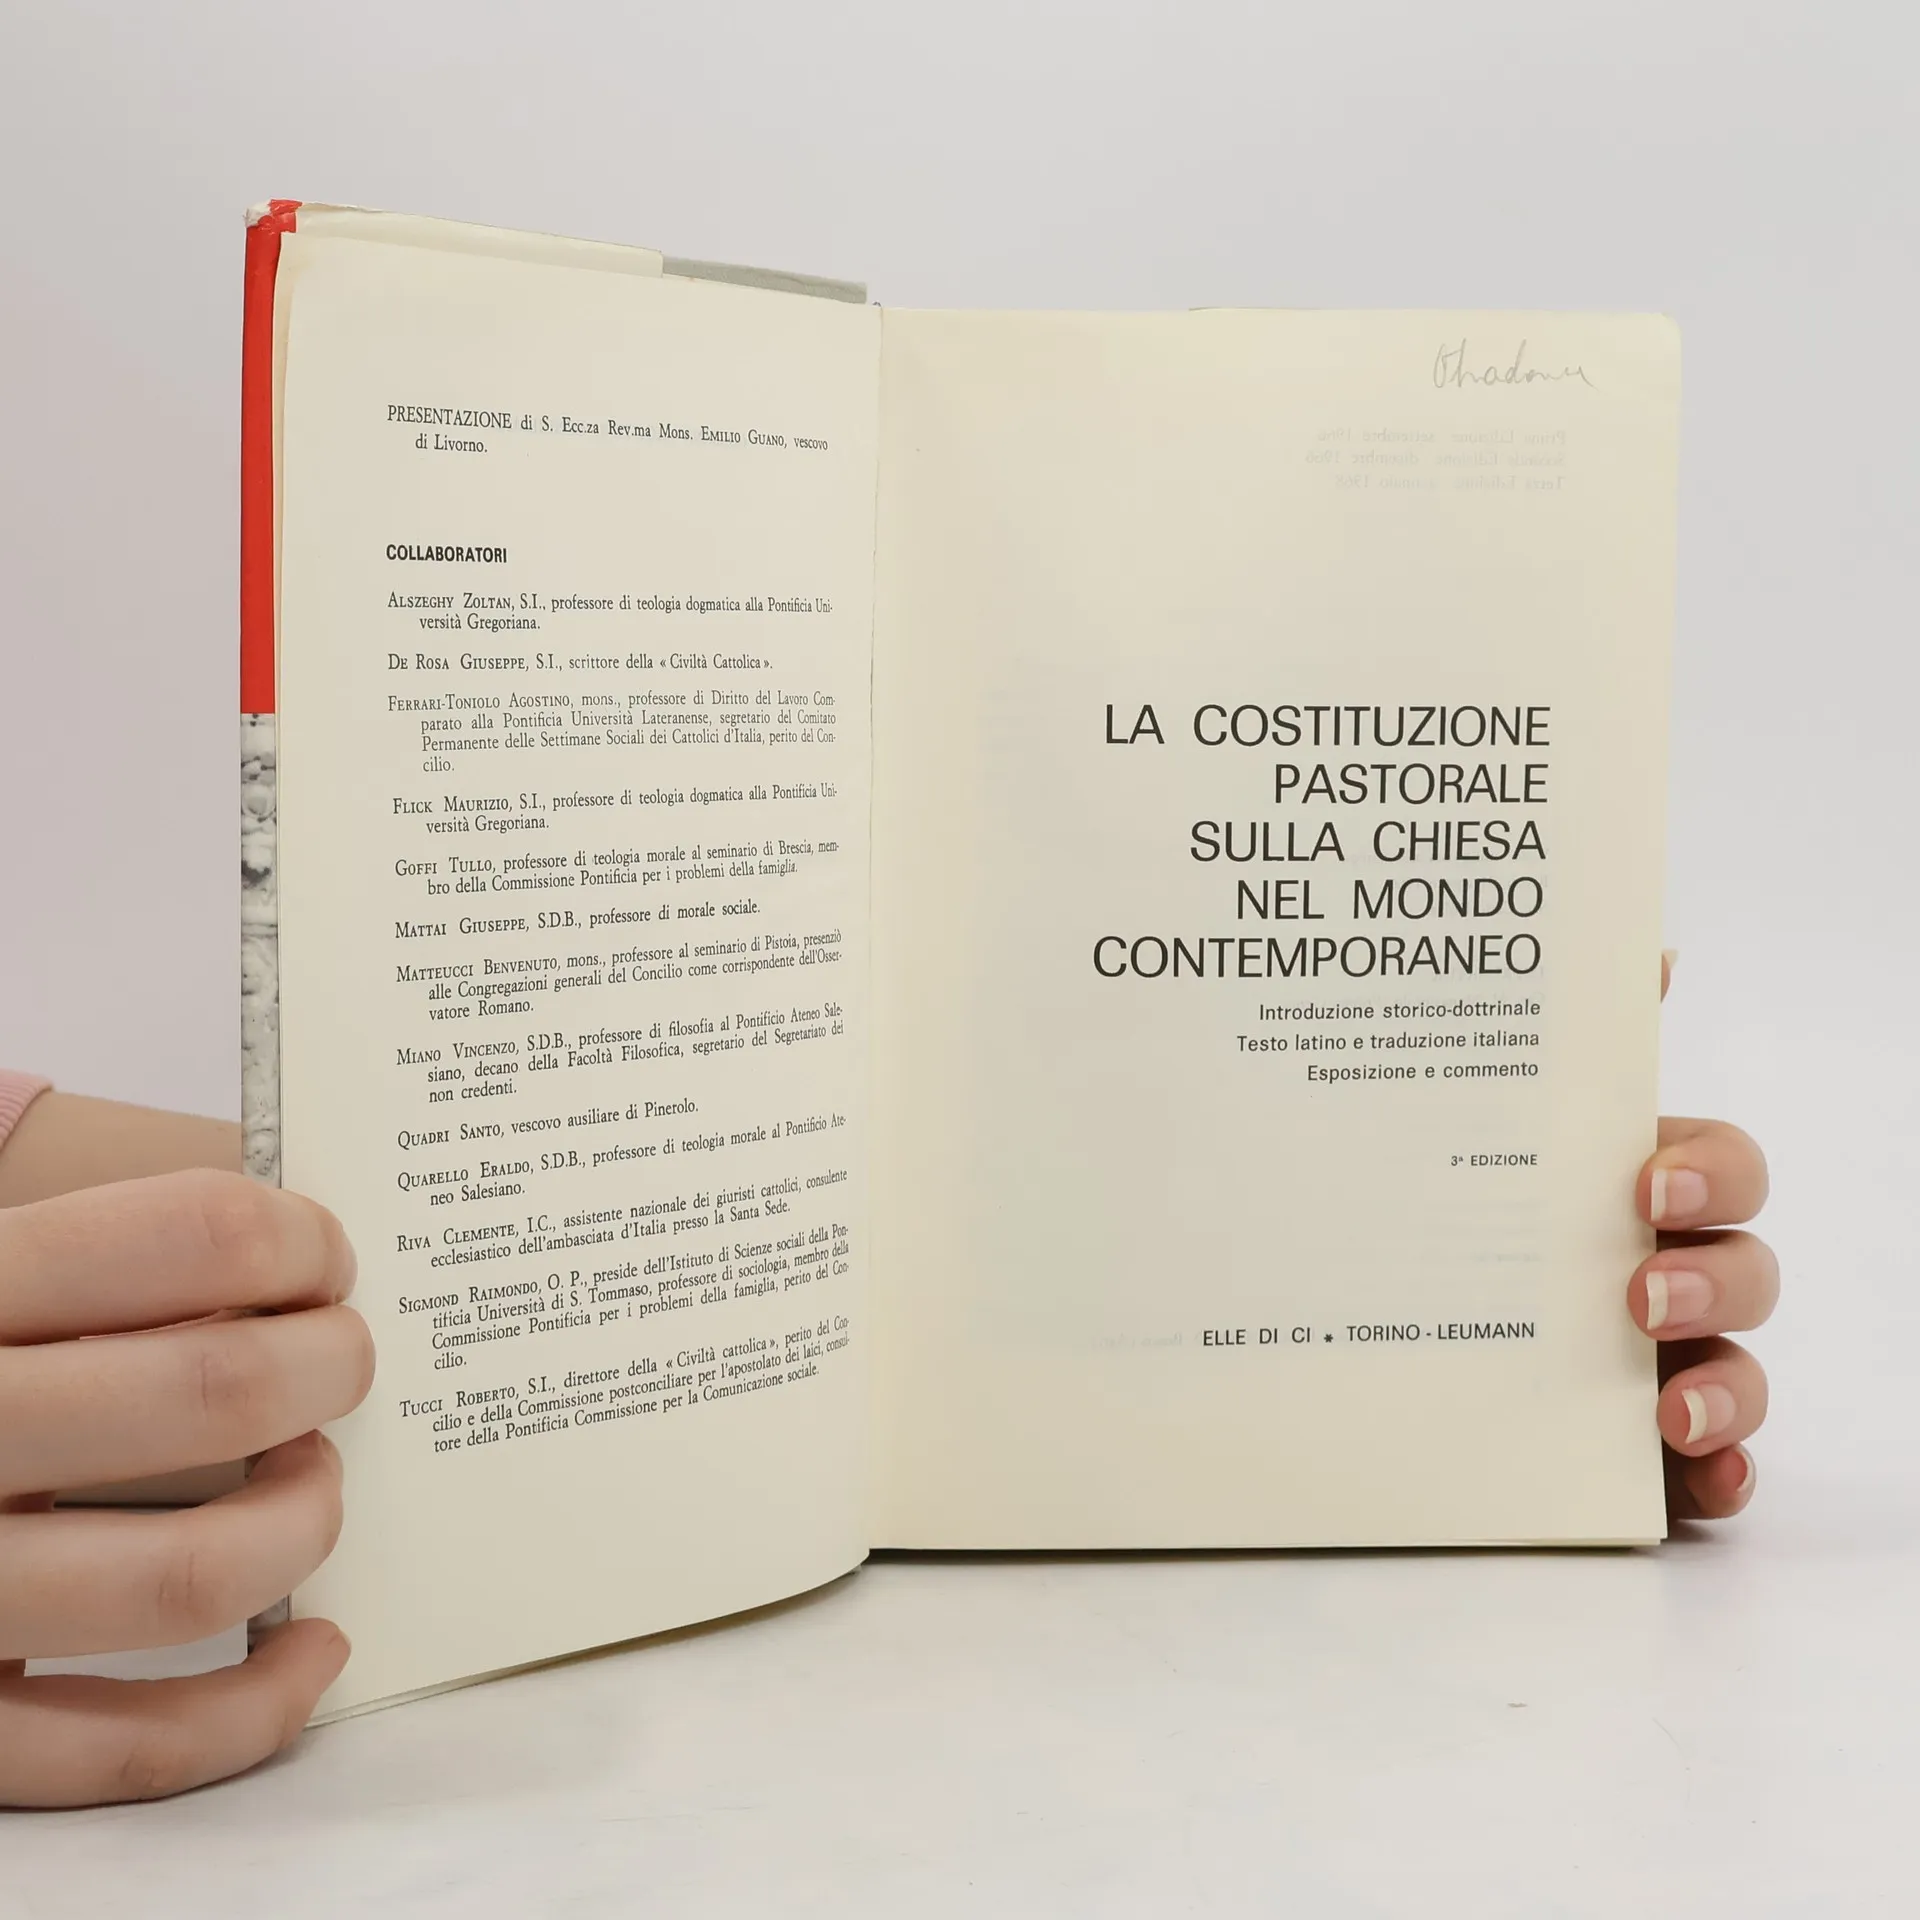 PRESENTAZIONE di S. Ecc.za Rev.ma Mons. EMILIO GUANO, vescovo
di Livorno.
COLLABORATORI
ALSZEGHY ZOLTAN, S.I., professore di teologia dogmatica alla Pontificia Uni-
versità Gregoriana.
DE ROSA GIUSEPPE, S.I., scrittore della « Civiltà Cattolica ».
FERRARI-TONIOLO AGOSTINO, mons., professore di Diritto del Lavoro Com-
parato alla Pontificia Università Lateranense, segretario del Comitato
Permanente delle Settimane Sociali dei Cattolici d'Italia, perito del Con-
cilio.
FLICK MAURIZIO, S.I., professore di teologia dogmatica alla Pontificia Uni-
versità Gregoriana.
GOFFI TULLO, professore di teologia morale al seminario di Brescia, mem-
bro della Commissione Pontificia per i problemi della famiglia.
MATTAI GIUSEPPE, S.D.B., professore di morale sociale.
MATTEUCCI BENVENUTO, mons., professore al seminario di Pistoia, presenziò
alle Congregazioni generali del Concilio come corrispondente dell'Osser-
vatore Romano.
MIANO VINCENZO, S.D.B., professore di filosofia al Pontificio Ateneo Sale-
siano, decano della Facoltà Filosofica, segretario del Segretariato dei
non credenti.
QUADRI SANTO, vescovo ausiliare di Pinerolo.
QUARELLO ERALDO, S.D.B., professore di teologia morale al Pontificio Ate-
neo Salesiano.
RIVA CLEMENTE, I.C., assistente nazionale dei giuristi cattolici, consulente
ecclesiastico dell'ambasciata d'Italia presso la Santa Sede.
SIGMOND RAIMONDO, O. P., preside dell'Istituto di Scienze sociali della Pon-
tificia Università di S. Tommaso, professore di sociologia, membro della
Commissione Pontificia per i problemi della famiglia, perito del Con-
cilio.
TUCCI ROBERTO, S.I., direttore della « Civiltà cattolica », perito del Con-
cilio e della Commissione postconciliare per l'apostolato dei laici, consul-
tore della Pontificia Commissione per la Comunicazione sociale.
Prima Edizione settembre 1966
Seconda Edizione dicembre 1966
Terza Edizione gennaio 1968
LA COSTITUZIONE
PASTORALE
SULLA CHIESA
NEL MONDO
CONTEMPORANEO
Introduzione storico-dottrinale
Testo latino e traduzione italiana
Esposizione e commento
3ª EDIZIONE
ELLE DI CI * TORINO - LEUMANN